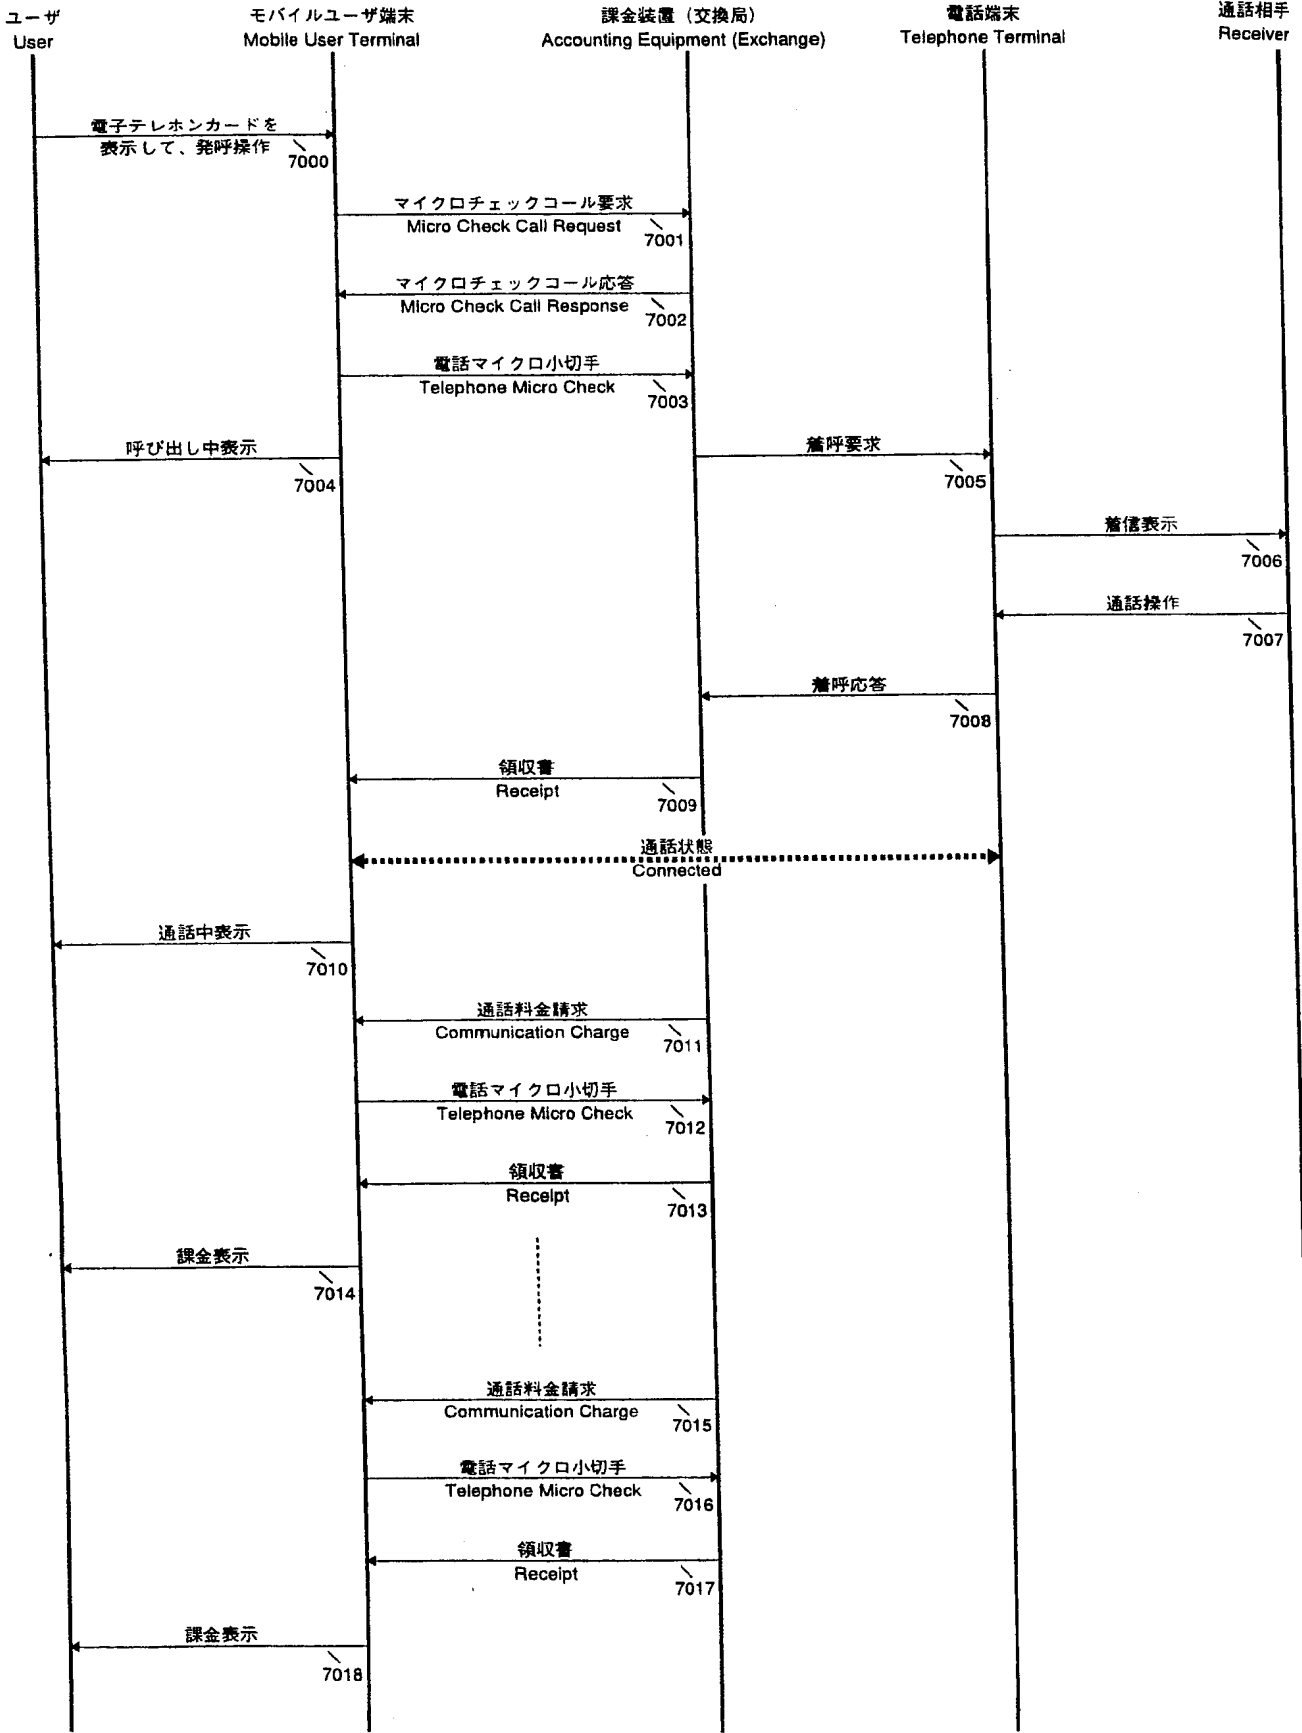 ユーザ
User
モバイルユーザ端末
Mobile User Terminal
課金装置（交換局）
Accounting Equipment (Exchange)
電話端末
Telephone Terminal
通話相手
Receiver
電子テレホンカードを
表示して、発呼操作
7000
マイクロチェックコール要求
Micro Check Call Request
7001
マイクロチェックコール応答
Micro Check Call Response
7002
電話マイクロ小切手
Telephone Micro Check
7003
呼び出し中表示
7004
着呼要求
7005
着信表示
7006
通話操作
7007
着呼応答
7008
領収書
Receipt
7009
通話状態
Connected
通話中表示
7010
通話料金請求
Communication Charge
7011
電話マイクロ小切手
Telephone Micro Check
7012
領収書
Receipt
7013
課金表示
7014
通話料金請求
Communication Charge
7015
電話マイクロ小切手
Telephone Micro Check
7016
領収書
Receipt
7017
課金表示
7018